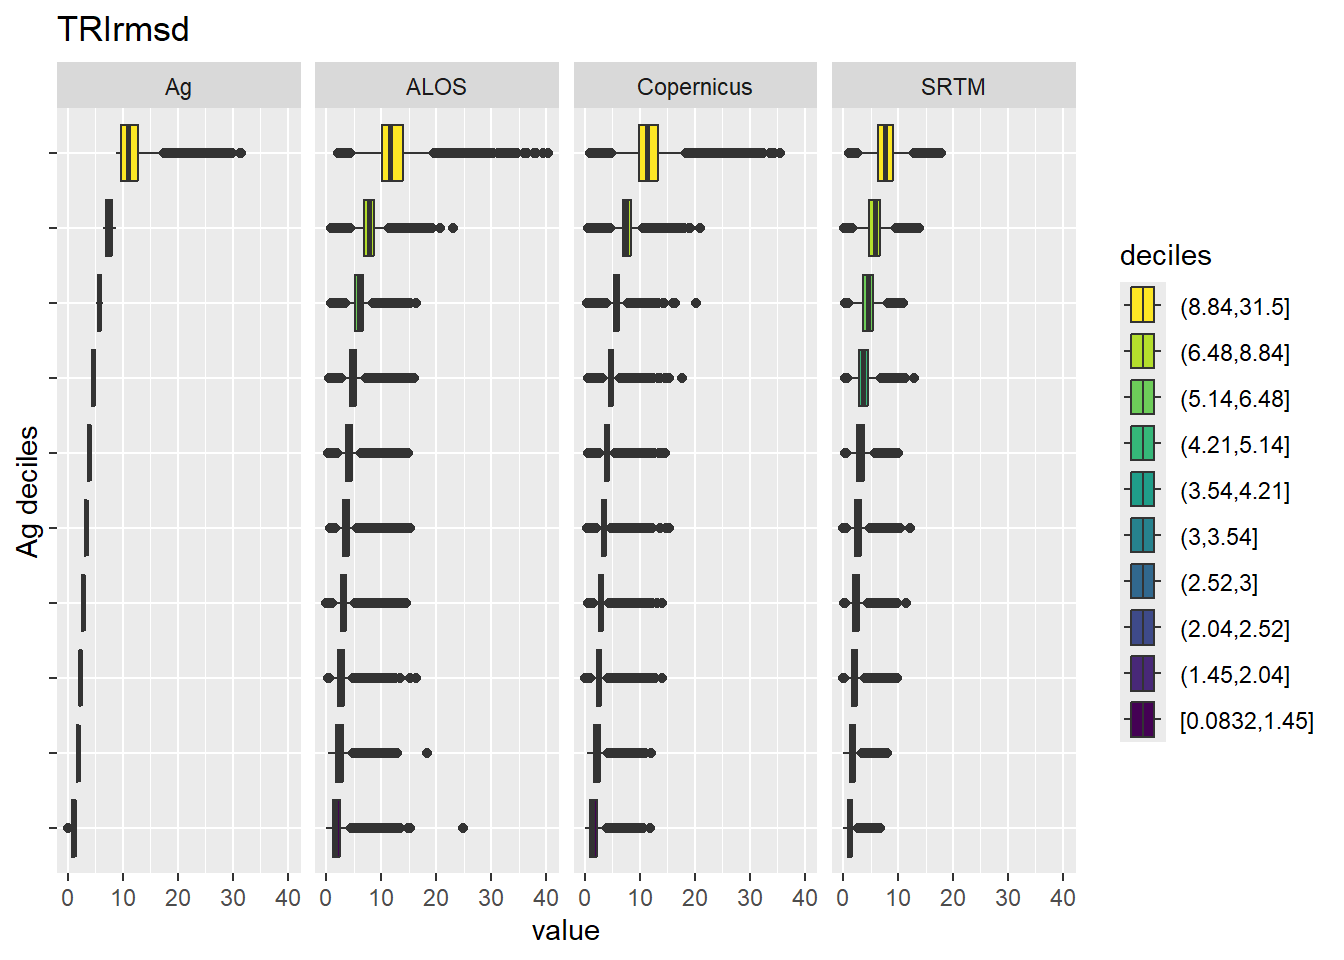 TRIrmsd
Ag
ALOS
Copernicus
SRTM
Ag deciles
0 10 20 30 40
0 10 20 30 40
0 10 20 30 40
0 10 20 30 40
value
deciles
(8.84,31.5]
(6.48,8.84]
(5.14,6.48]
(4.21,5.14]
(3.54,4.21]
(3,3.54]
(2.52,3]
(2.04,2.52]
(1.45,2.04]
[0.0832,1.45]